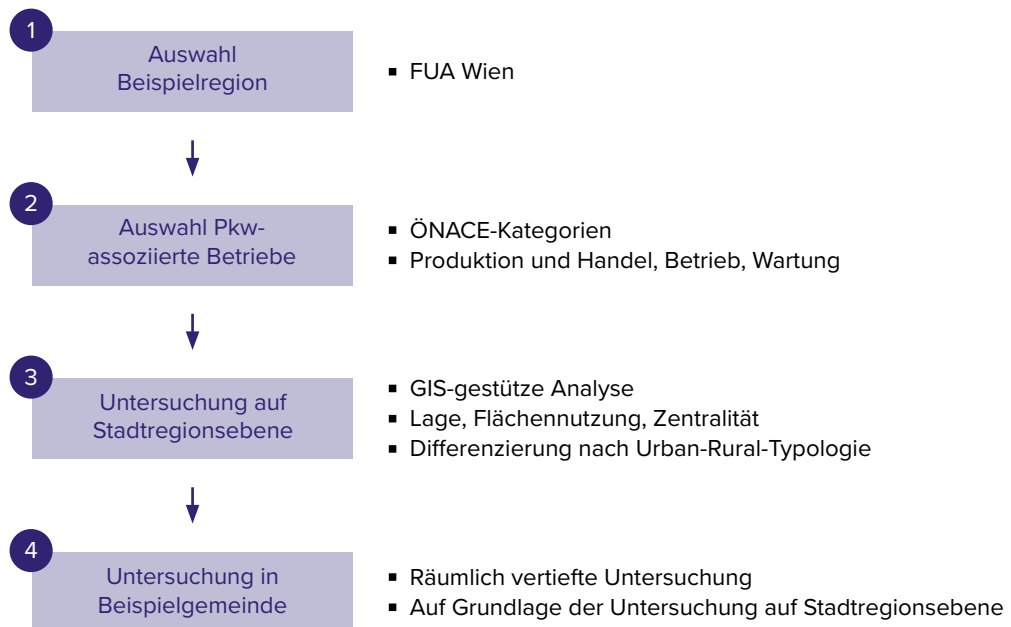 1
Auswahl
Beispielregion
▪ FUA Wien
2
Auswahl Pkw-
assoziierte Betriebe
▪ ÖNACE-Kategorien
▪ Produktion und Handel, Betrieb, Wartung
3
Untersuchung auf
Stadtregionsebene
▪ GIS-gestütze Analyse
▪ Lage, Flächennutzung, Zentralität
▪ Differenzierung nach Urban-Rural-Typologie
4
Untersuchung in
Beispielgemeinde
▪ Räumlich vertiefte Untersuchung
▪ Auf Grundlage der Untersuchung auf Stadtregionsebene